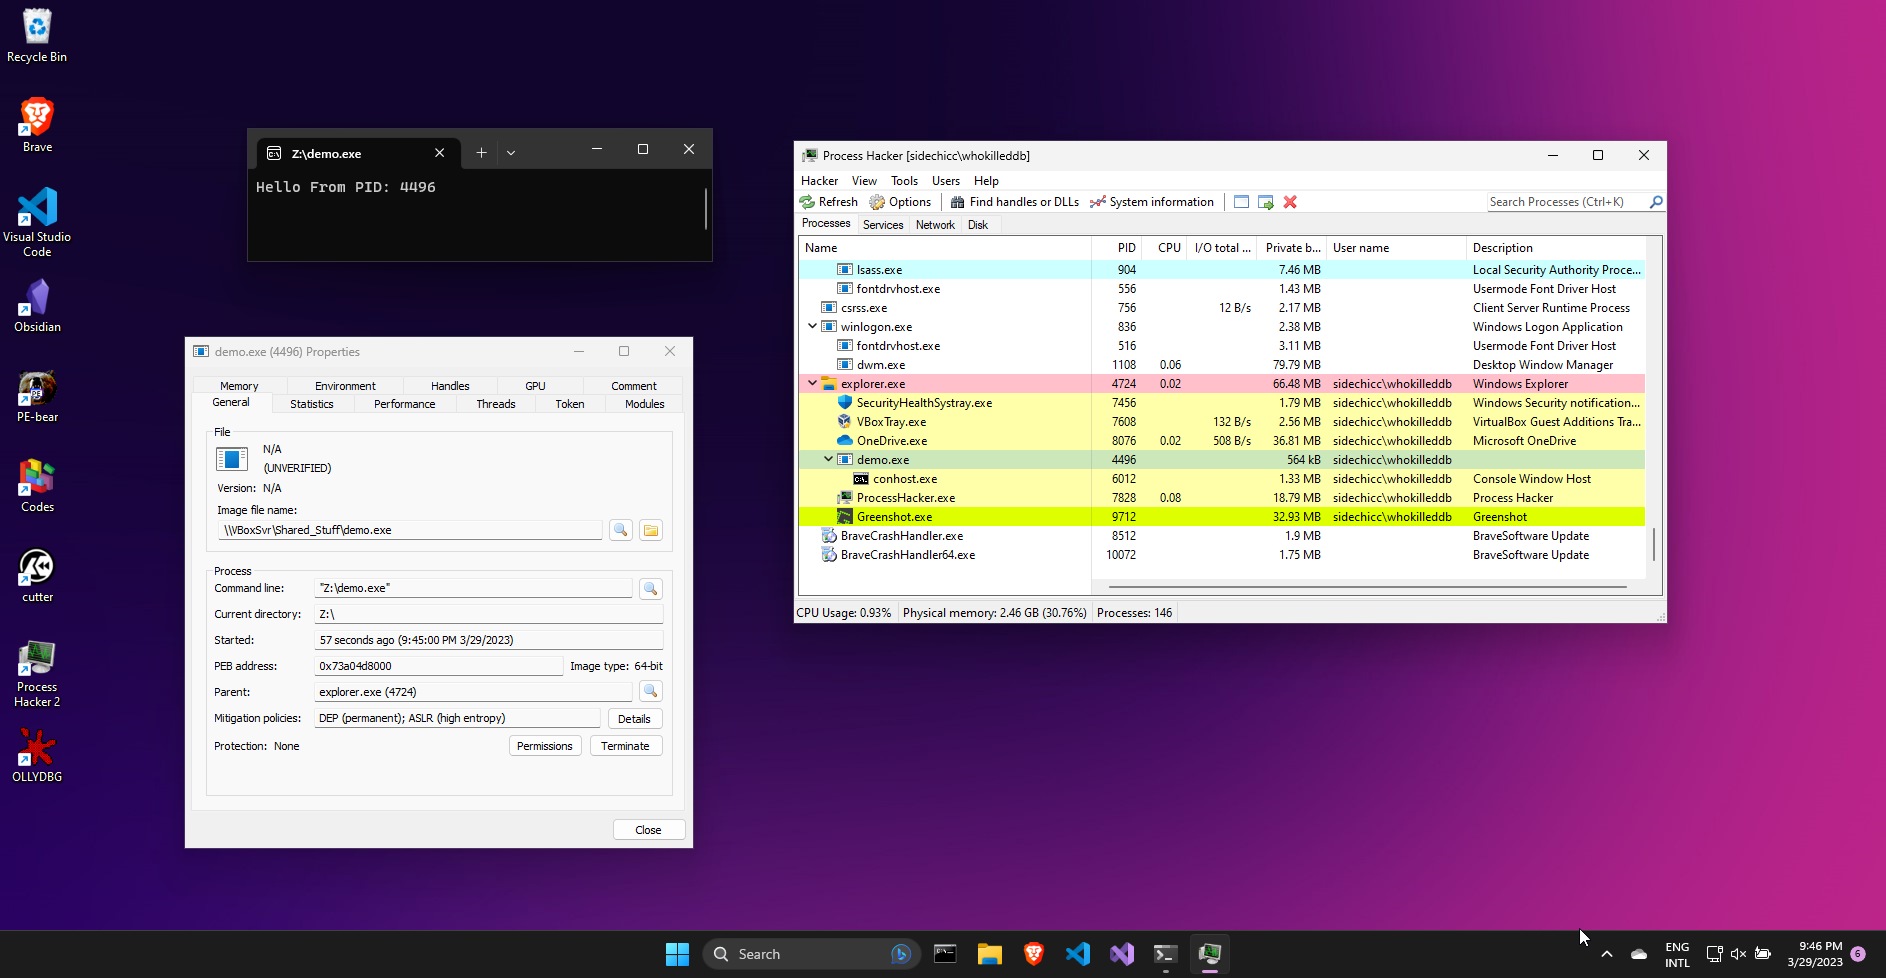 Recycle Bin
Brave
Visual Studio
Code
Obsidian
PE-bear
Codes
cutter
Process
Hacker 2
OLLYDBG
Z:\demo.exe
Hello From PID: 4496
demo.exe (4496) Properties
Memory Environment Handles GPU Comment
General Statistics Performance Threads Token Modules
File
N/A
(UNVERIFIED)
Version: N/A
Image file name:
\\VBoxSvr\Shared_Stuff\demo.exe
Process
Command line: "Z:\demo.exe"
Current directory: Z:\
Started: 57 seconds ago (9:45:00 PM 3/29/2023)
PEB address: 0x73a04d8000 Image type: 64-bit
Parent: explorer.exe (4724)
Mitigation policies: DEP (permanent); ASLR (high entropy) Details
Protection: None Permissions Terminate
Close
Process Hacker [sidechicc\whokilleddb]
Hacker View Tools Users Help
Refresh Options Find handles or DLLs System information Search Processes (Ctrl+K)
Processes Services Network Disk
Name PID CPU I/O total ... Private b... User name Description
lsass.exe 904 7.46 MB Local Security Authority Proce...
fontdrvhost.exe 556 1.43 MB Usermode Font Driver Host
csrss.exe 756 12 B/s 2.17 MB Client Server Runtime Process
winlogon.exe 836 2.38 MB Windows Logon Application
fontdrvhost.exe 516 3.11 MB Usermode Font Driver Host
dwm.exe 1108 0.06 79.79 MB Desktop Window Manager
explorer.exe 4724 0.02 66.48 MB sidechicc\whokilleddb Windows Explorer
SecurityHealthSystray.exe 7456 1.79 MB sidechicc\whokilleddb Windows Security notification...
VBoxTray.exe 7608 132 B/s 2.56 MB sidechicc\whokilleddb VirtualBox Guest Additions Tra...
OneDrive.exe 8076 0.02 508 B/s 36.81 MB sidechicc\whokilleddb Microsoft OneDrive
demo.exe 4496 564 kB sidechicc\whokilleddb
conhost.exe 6012 1.33 MB sidechicc\whokilleddb Console Window Host
ProcessHacker.exe 7828 0.08 18.79 MB sidechicc\whokilleddb Process Hacker
Greenshot.exe 9712 32.93 MB sidechicc\whokilleddb Greenshot
BraveCrashHandler.exe 8512 1.9 MB BraveSoftware Update
BraveCrashHandler64.exe 10072 1.75 MB BraveSoftware Update
CPU Usage: 0.93% Physical memory: 2.46 GB (30.76%) Processes: 146
Search
ENG
INTL
9:46 PM
3/29/2023
6